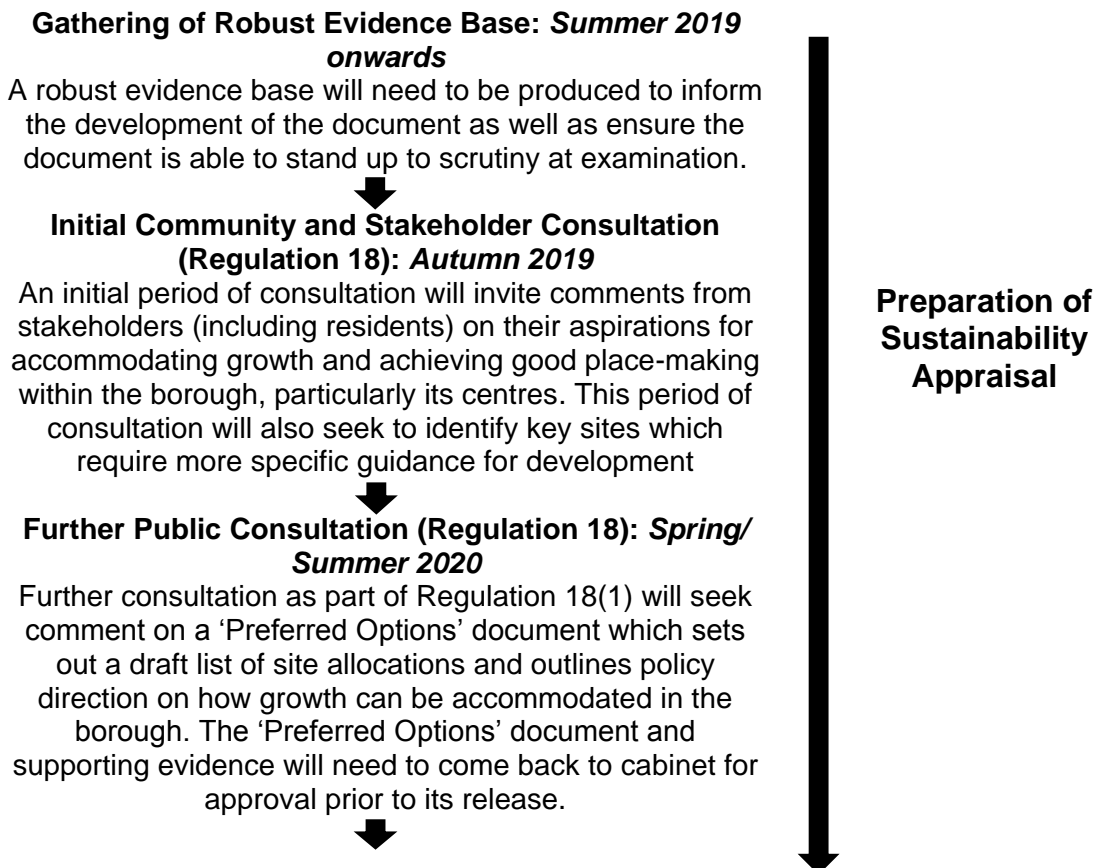 Gathering of Robust Evidence Base: Summer 2019
onwards
A robust evidence base will need to be produced to inform
the development of the document as well as ensure the
document is able to stand up to scrutiny at examination.
Initial Community and Stakeholder Consultation
(Regulation 18): Autumn 2019
An initial period of consultation will invite comments from
stakeholders (including residents) on their aspirations for
accommodating growth and achieving good place-making
within the borough, particularly its centres. This period of
consultation will also seek to identify key sites which
require more specific guidance for development
Further Public Consultation (Regulation 18): Spring/
Summer 2020
Further consultation as part of Regulation 18(1) will seek
comment on a ‘Preferred Options’ document which sets
out a draft list of site allocations and outlines policy
direction on how growth can be accommodated in the
borough. The ‘Preferred Options’ document and
supporting evidence will need to come back to cabinet for
approval prior to its release.
Preparation of
Sustainability
Appraisal